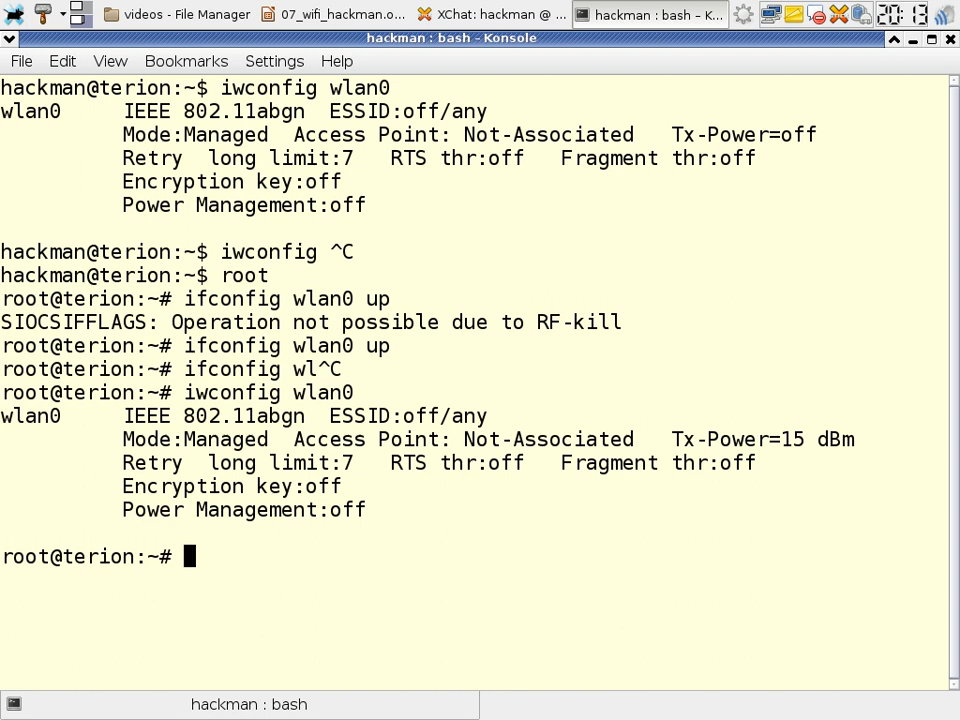 videos - File Manager 07_wifi_hackman.o... XChat: hackman @ ... hackman : bash – K... 20:13
hackman : bash – Konsole
File Edit View Bookmarks Settings Help
hackman@terion:~$ iwconfig wlan0
wlan0 IEEE 802.11abgn ESSID:off/any
Mode:Managed Access Point: Not-Associated Tx-Power=off
Retry long limit:7 RTS thr:off Fragment thr:off
Encryption key:off
Power Management:off
hackman@terion:~$ iwconfig ^C
hackman@terion:~$ root
root@terion:~# ifconfig wlan0 up
SIOCSIFFLAGS: Operation not possible due to RF-kill
root@terion:~# ifconfig wlan0 up
root@terion:~# ifconfig wl^C
root@terion:~# iwconfig wlan0
wlan0 IEEE 802.11abgn ESSID:off/any
Mode:Managed Access Point: Not-Associated Tx-Power=15 dBm
Retry long limit:7 RTS thr:off Fragment thr:off
Encryption key:off
Power Management:off
root@terion:~#
hackman : bash